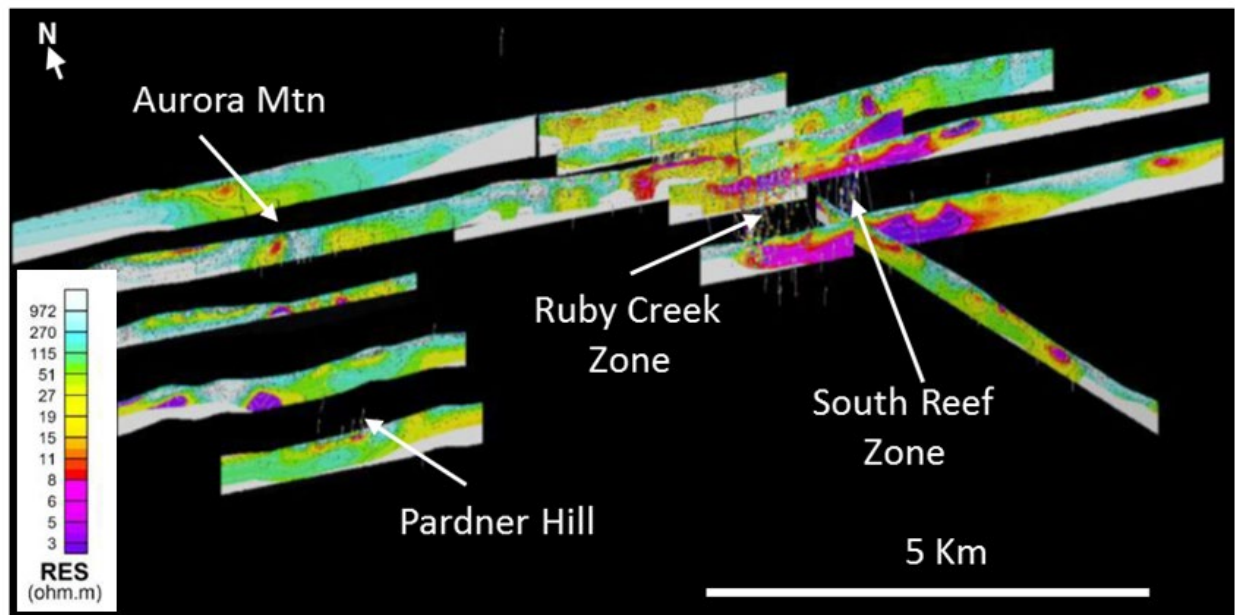 N
Aurora Mtn
Ruby Creek
Zone
South Reef
Zone
Pardner Hill
5 Km
972
270
115
51
27
19
15
11
8
6
5
3
RES
(ohm.m)